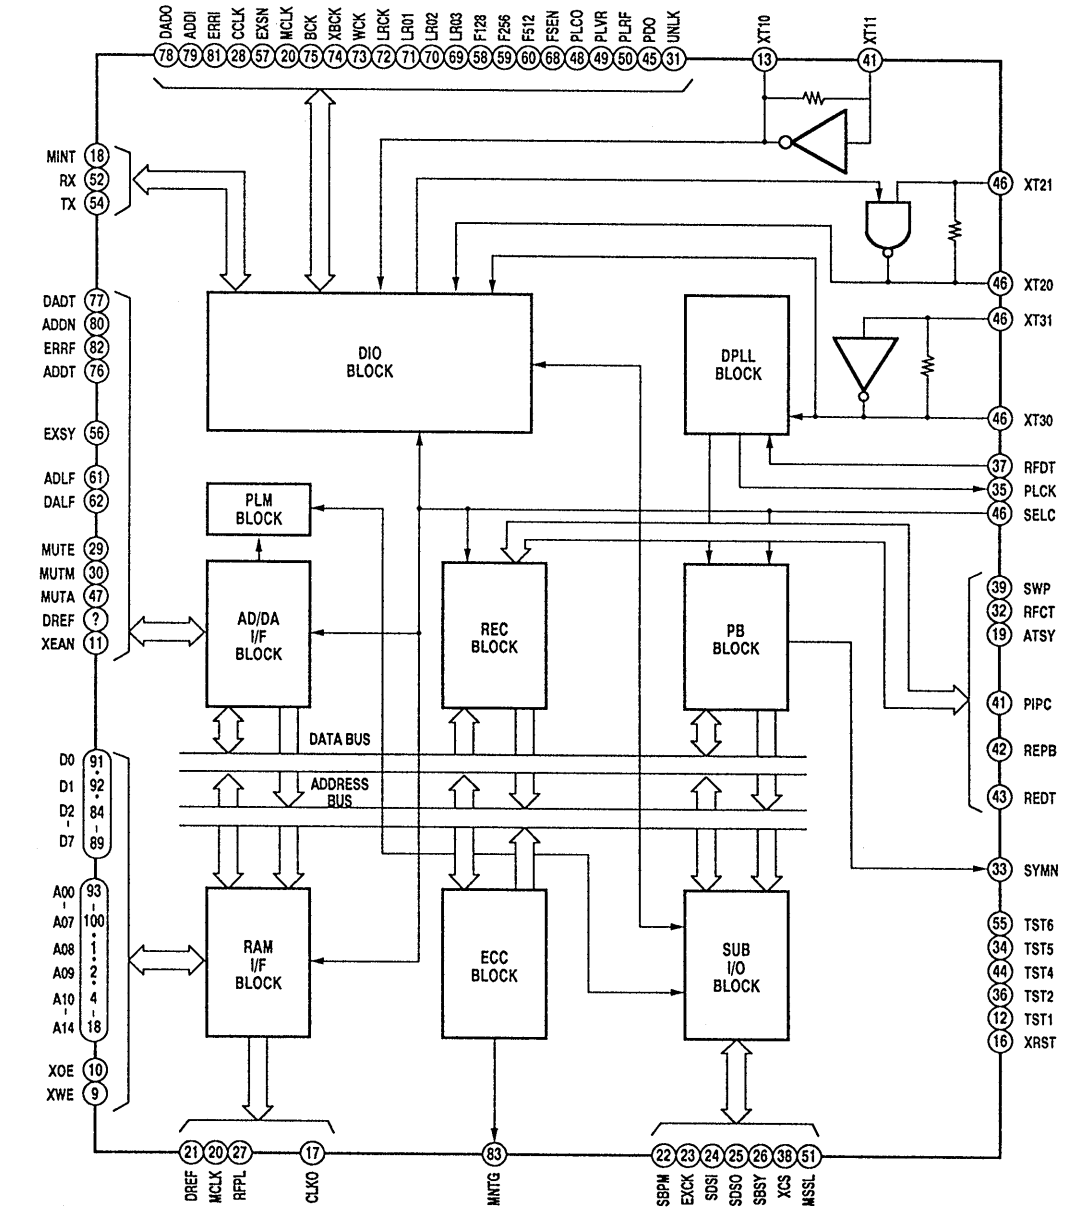 DADO ADDI ERRI CCLK EXSN MCLK BCK XBCK WCK LRCK LR01 LR02 LR03 F128 F256 F512 FSEN PLCO PLVR PLRF PDO UNLK XT10 XT11
78 79 81 28 57 20 75 74 73 72 71 70 69 58 59 60 68 48 49 50 45 31 13 41
MINT 18
RX 52
TX 54
46 XT21
46 XT20
DADT 77
ADDN 80
ERRF 82
ADDT 76
46 XT31
DIO
BLOCK
DPLL
BLOCK
46 XT30
EXSY 56
ADLF 61
DALF 62
37 RFDT
35 PLCK
46 SELC
PLM
BLOCK
MUTE 29
MUTM 30
MUTA 47
DREF ?
XEAN 11
AD/DA
I/F
BLOCK
REC
BLOCK
PB
BLOCK
39 SWP
32 RFCT
19 ATSY
41 PIPC
42 REPB
43 REDT
DATA BUS
ADDRESS
BUS
D0 91
D1 92
D2 84
D7 89
33 SYMN
A00 93
A07 100
A08 1
A09 2
A10 4
A14 18
RAM
I/F
BLOCK
ECC
BLOCK
SUB
I/O
BLOCK
55 TST6
34 TST5
44 TST4
36 TST2
12 TST1
16 XRST
XOE 10
XWE 9
21 20 27 17 83 22 23 24 25 26 38 51
DREF MCLK RFPL CLKO MNTG SBPM EXCK SDSI SDSO SBSY XCS MSSL